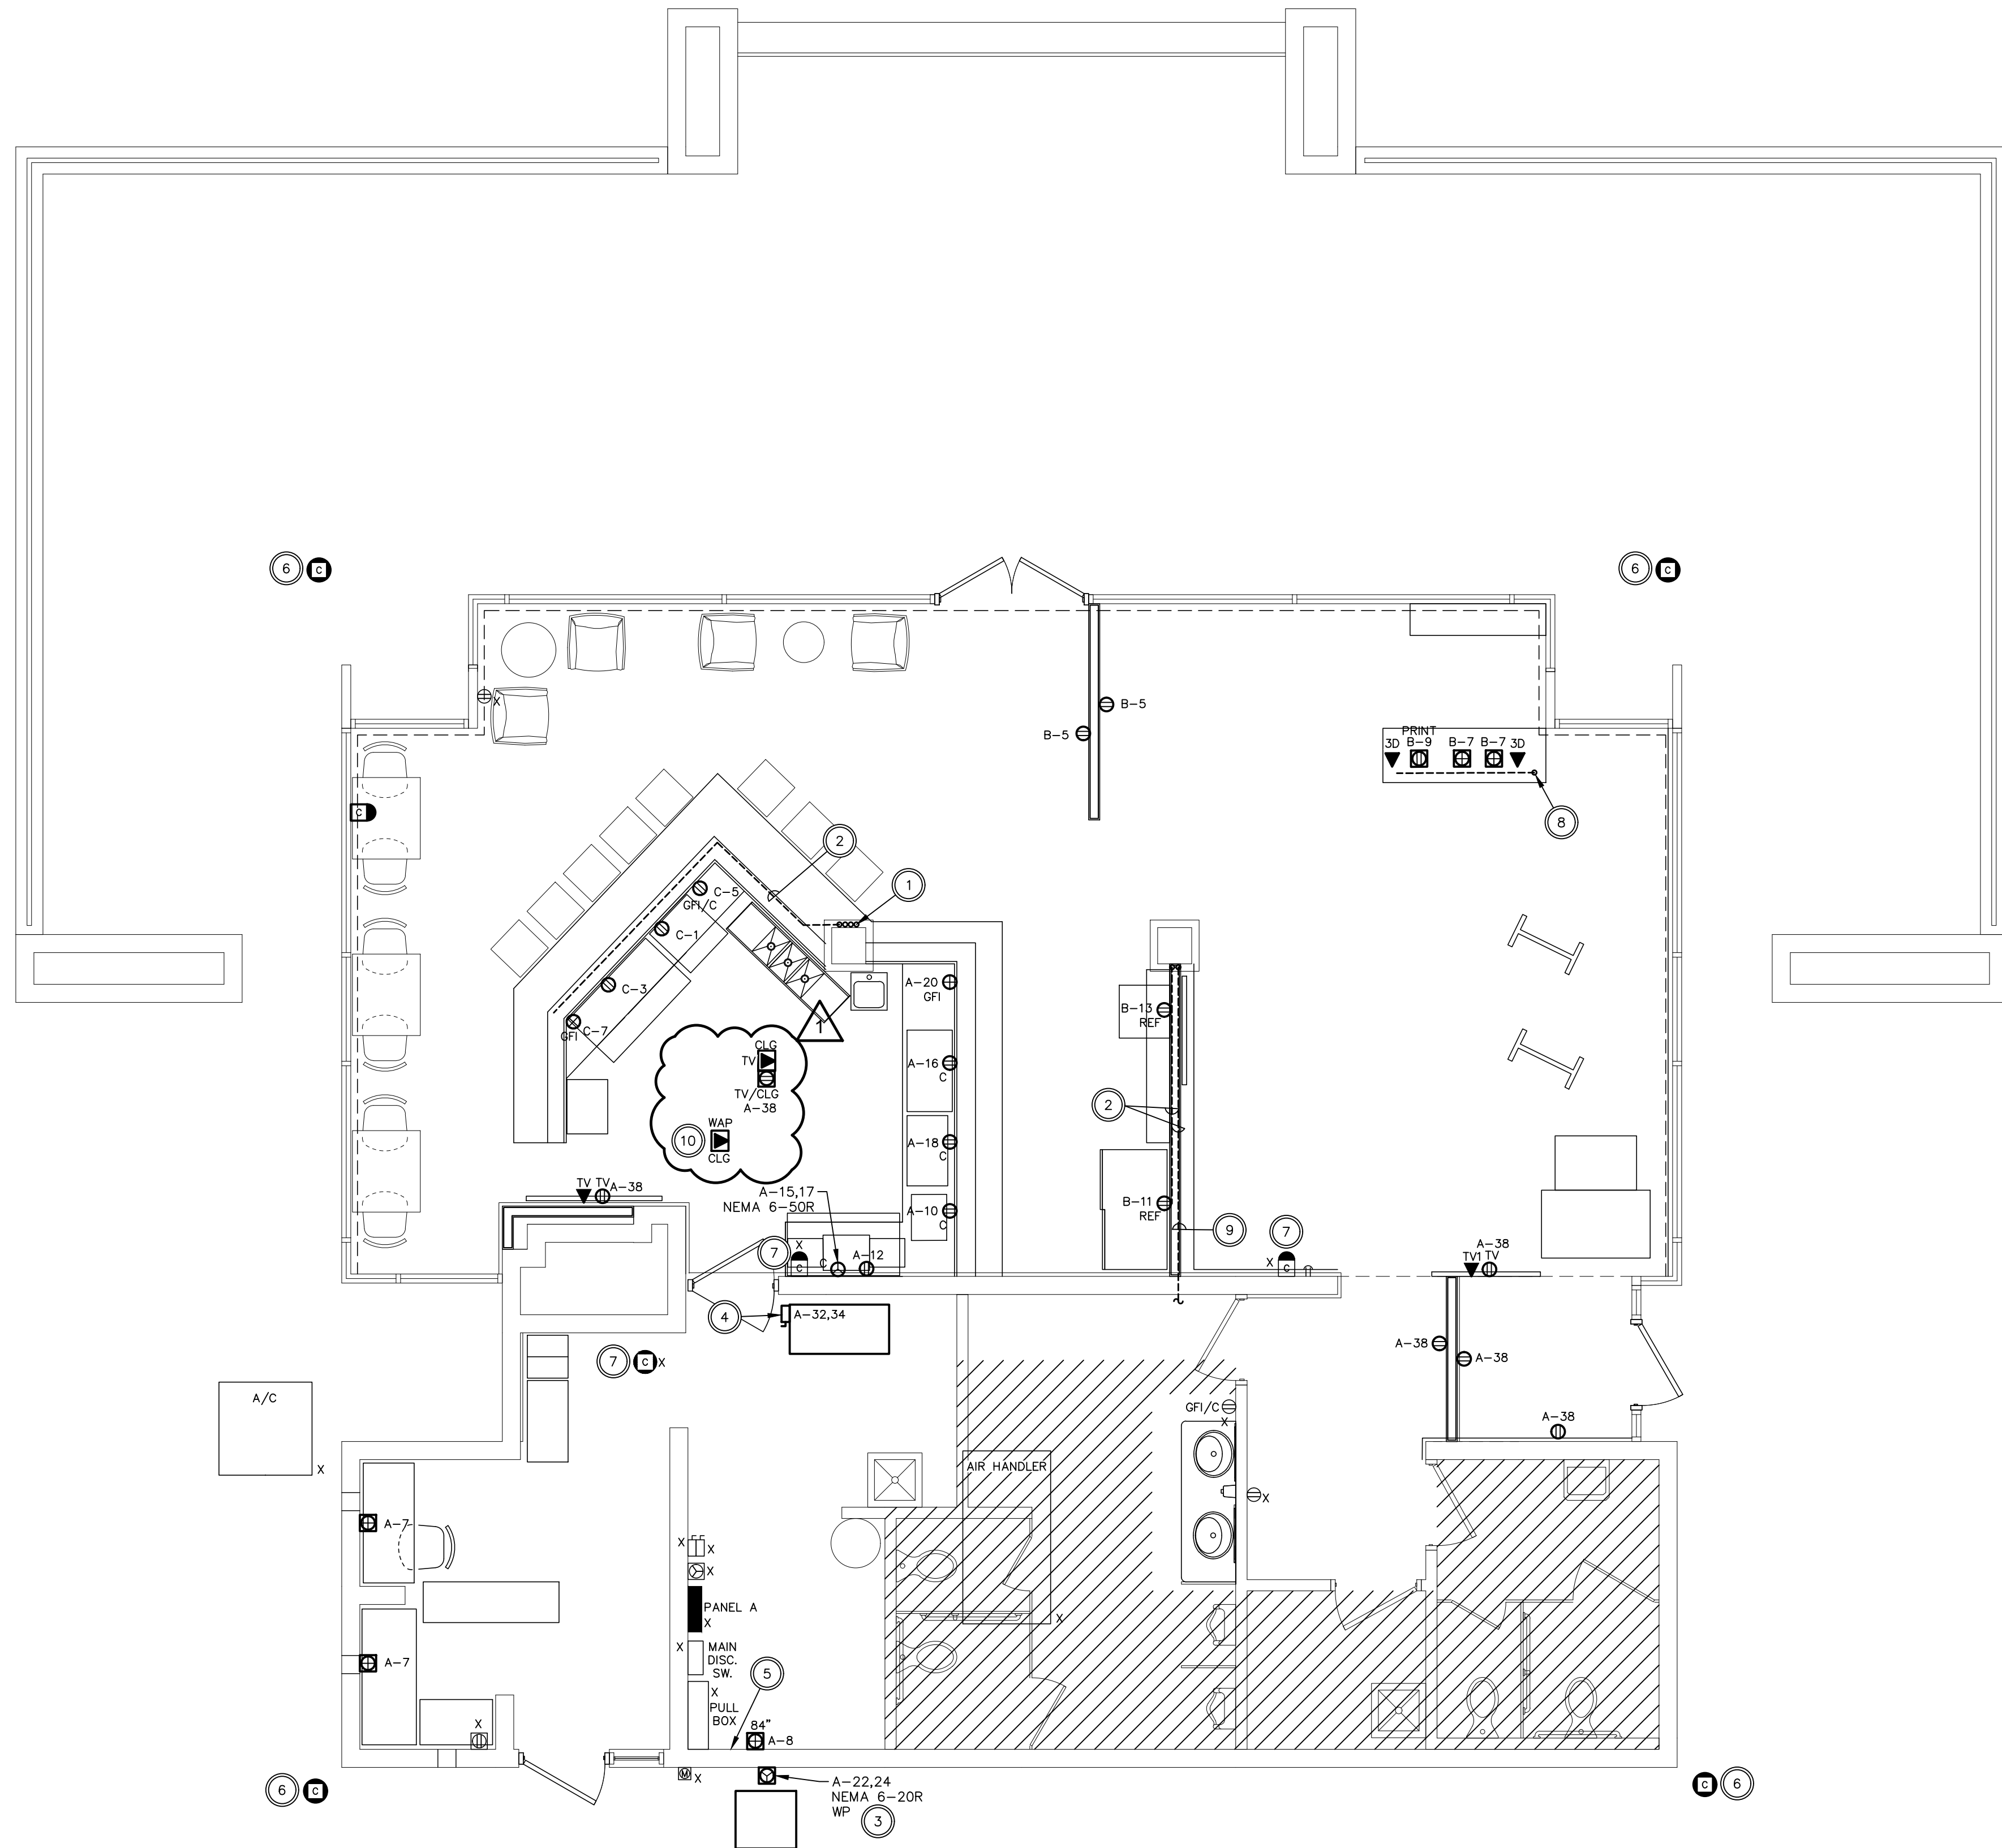 6 C
6 C
X
B-5
B-5
PRINT
3D B-9 B-7 B-7 3D
8
C
2
1
C-5
GFI/C
C-1
C-3
C-7
GFI
1
A-20
GFI
B-13
REF
CLG
TV
TV/CLG
A-38
A-16
C
WAP
10
CLG
2
A-18
C
TV TV A-38
A-15,17
NEMA 6-50R
A-10
C
B-11
REF
9
7
X
C
7
X
C
C
A-12
A-38
TV1 TV
4
A-32,34
A-38
A-38
7 C X
A/C
X
GFI/C
X
A-38
AIR HANDLER
X
A-7
X
X
X
PANEL A
X
X
MAIN
DISC.
SW.
X
A-7
5
X
PULL
BOX
X
84"
A-8
6 C
M X
A-22,24
NEMA 6-20R
WP
3
C 6